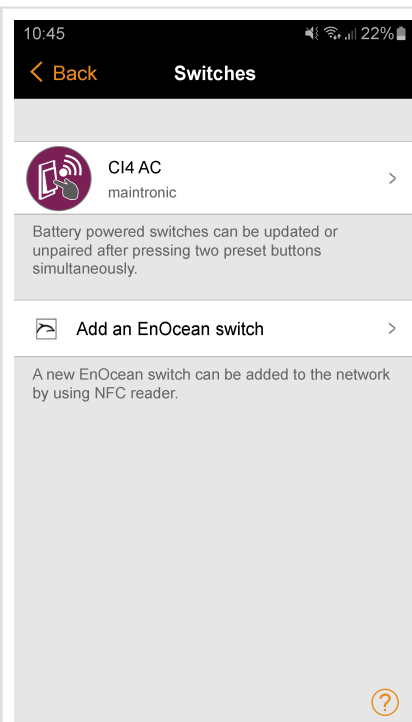 10:45 22%
Back Switches
CI4 AC
maintronic
Battery powered switches can be updated or
unpaired after pressing two preset buttons
simultaneously.
Add an EnOcean switch
A new EnOcean switch can be added to the network
by using NFC reader.
?